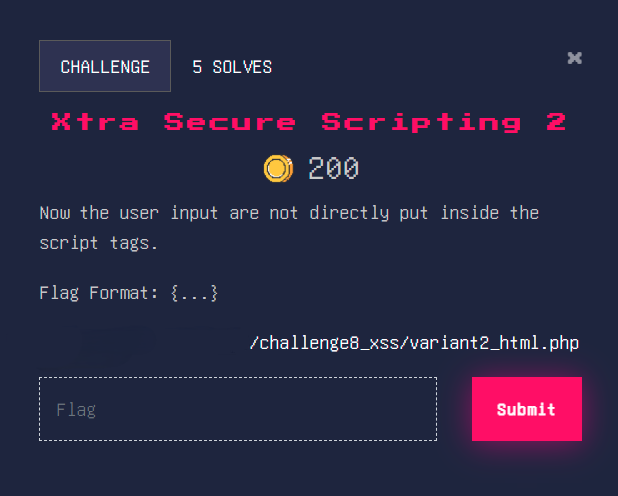 CHALLENGE
5 SOLVES
×
Xtra Secure Scripting 2
200
Now the user input are not directly put inside the
script tags.
Flag Format: {...}
/challenge8_xss/variant2_html.php
Flag
Submit